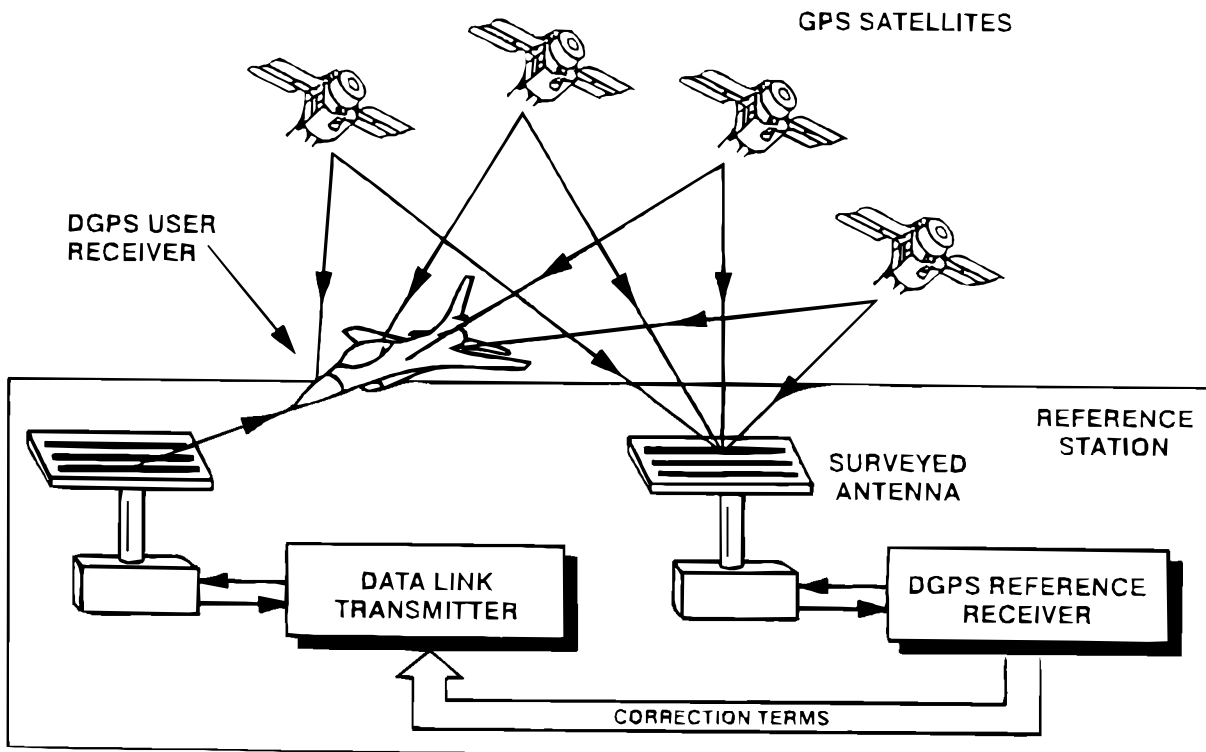 GPS SATELLITES
DGPS USER
RECEIVER
REFERENCE
STATION
SURVEYED
ANTENNA
DATA LINK
TRANSMITTER
DGPS REFERENCE
RECEIVER
CORRECTION TERMS